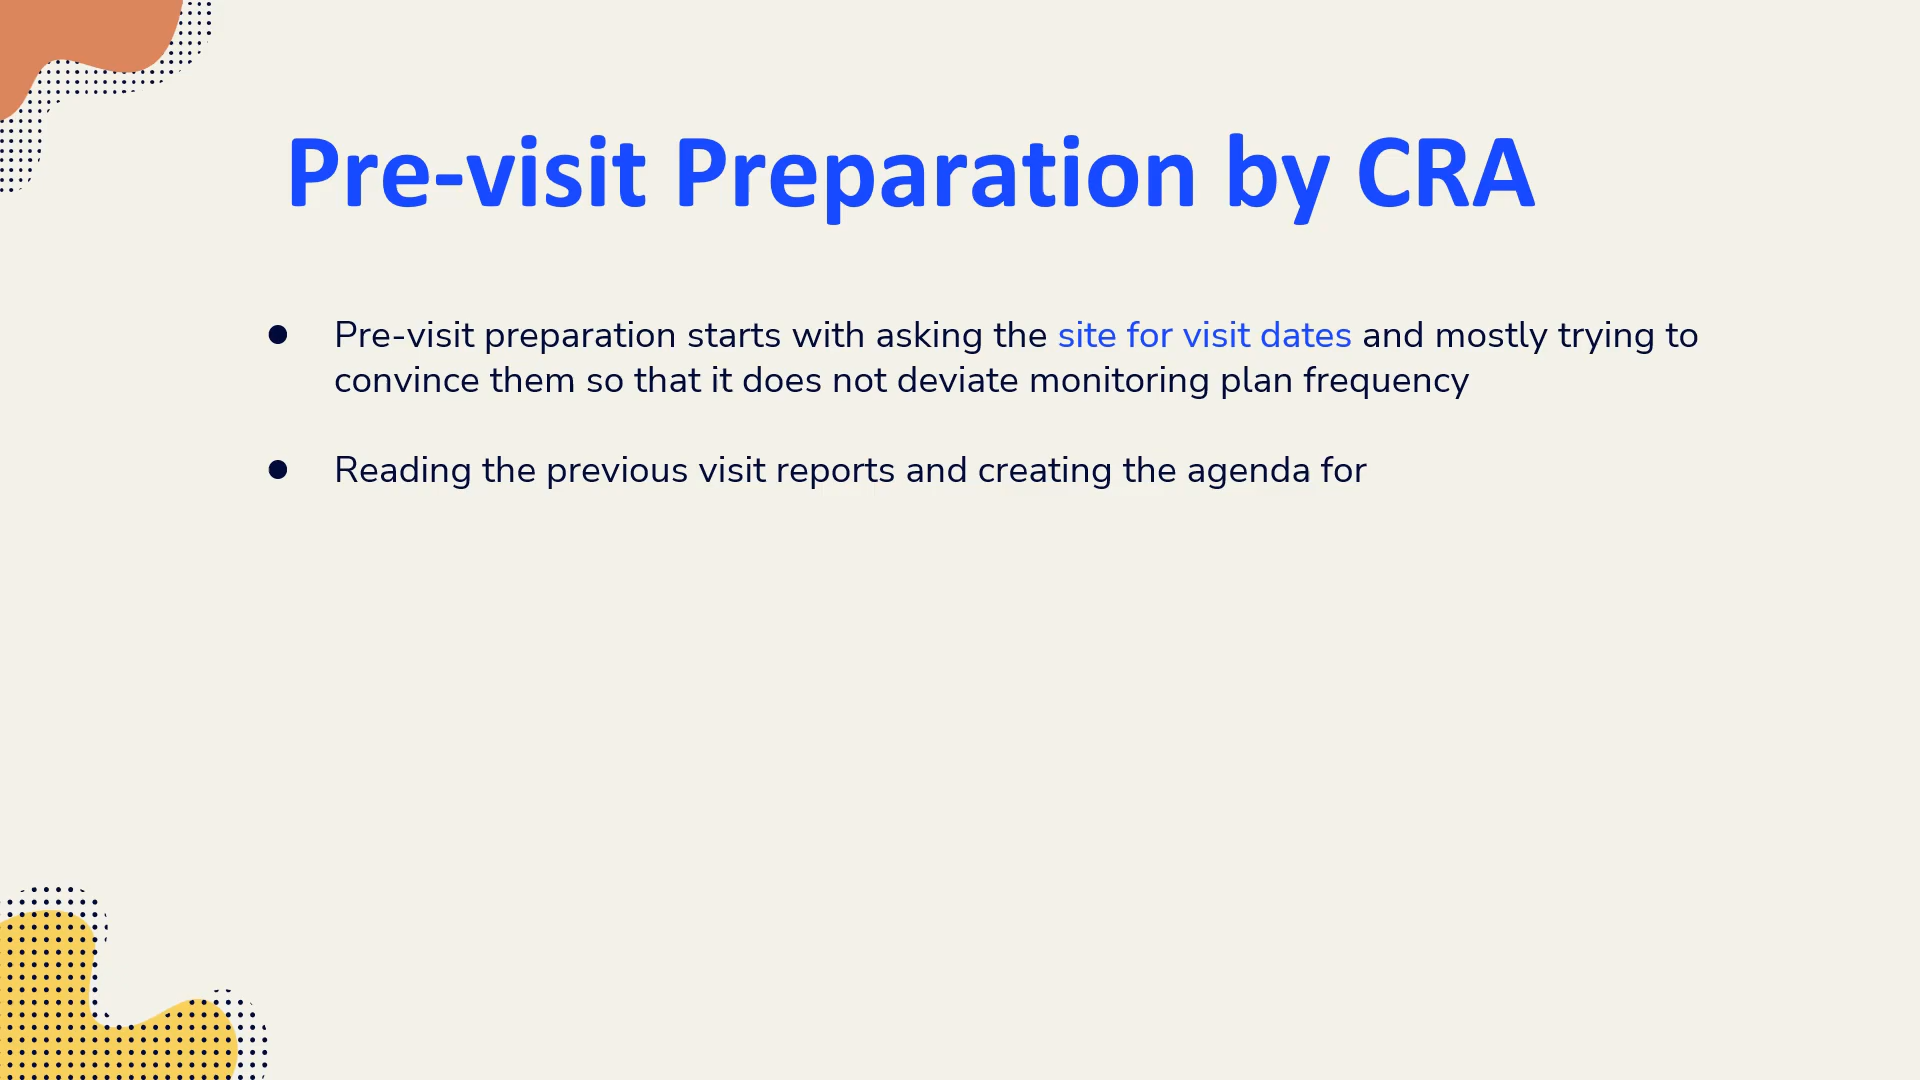 Pre-visit Preparation by CRA
● Pre-visit preparation starts with asking the site for visit dates and mostly trying to
convince them so that it does not deviate monitoring plan frequency
● Reading the previous visit reports and creating the agenda for